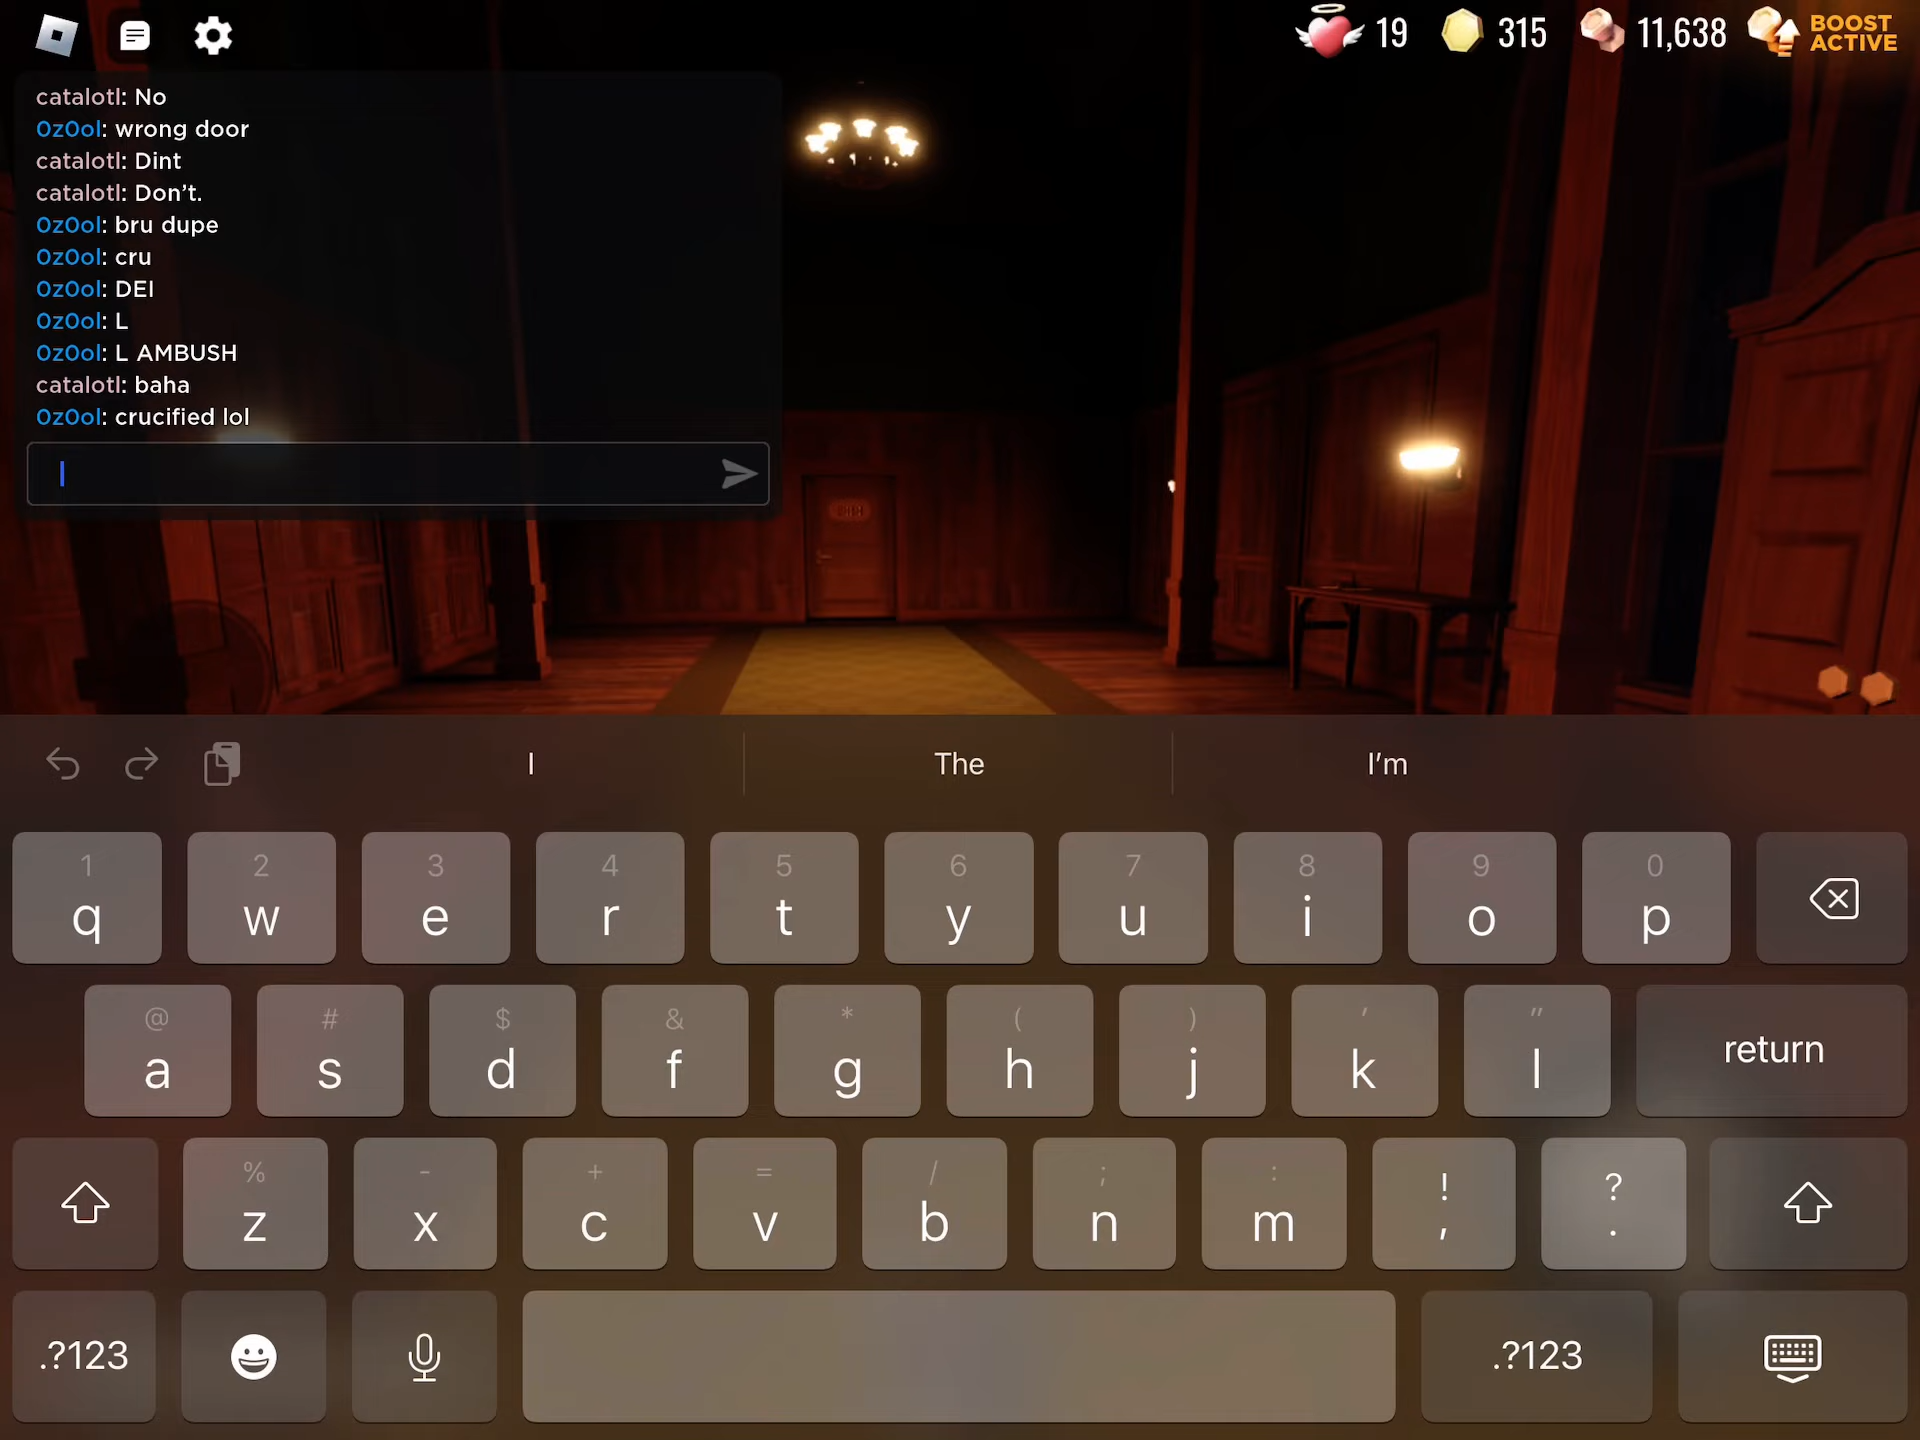 19 315 11,638 BOOST ACTIVE
catalotl: No
0z0ol: wrong door
catalotl: Dint
catalotl: Don't.
0z0ol: bru dupe
0z0ol: cru
0z0ol: DEI
0z0ol: L
0z0ol: L AMBUSH
catalotl: baha
0z0ol: crucified lol
I The I'm
1 2 3 4 5 6 7 8 9 0
q w e r t y u i o p
@ # $ & * ( ) ' "
a s d f g h j k l return
% - + = / ; : ! ?
z x c v b n m , .
.?123 .?123